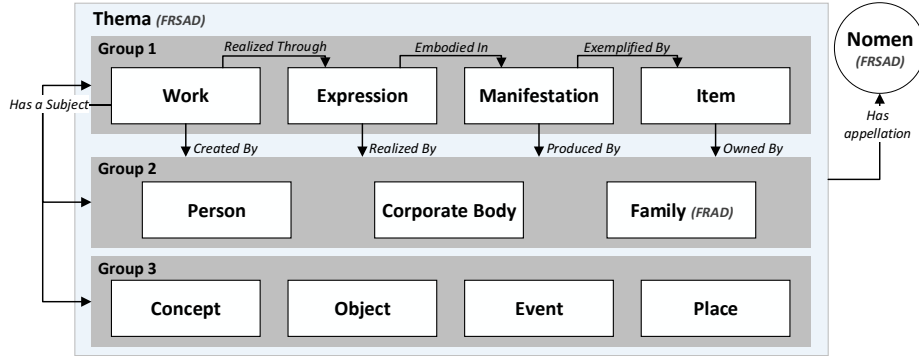 Thema (FRSAD)
Group 1
Realized Through
Embodied In
Exemplified By
Work
Expression
Manifestation
Item
Has a Subject
Created By
Realized By
Produced By
Owned By
Group 2
Person
Corporate Body
Family (FRAD)
Group 3
Concept
Object
Event
Place
Nomen
(FRSAD)
Has
appellation